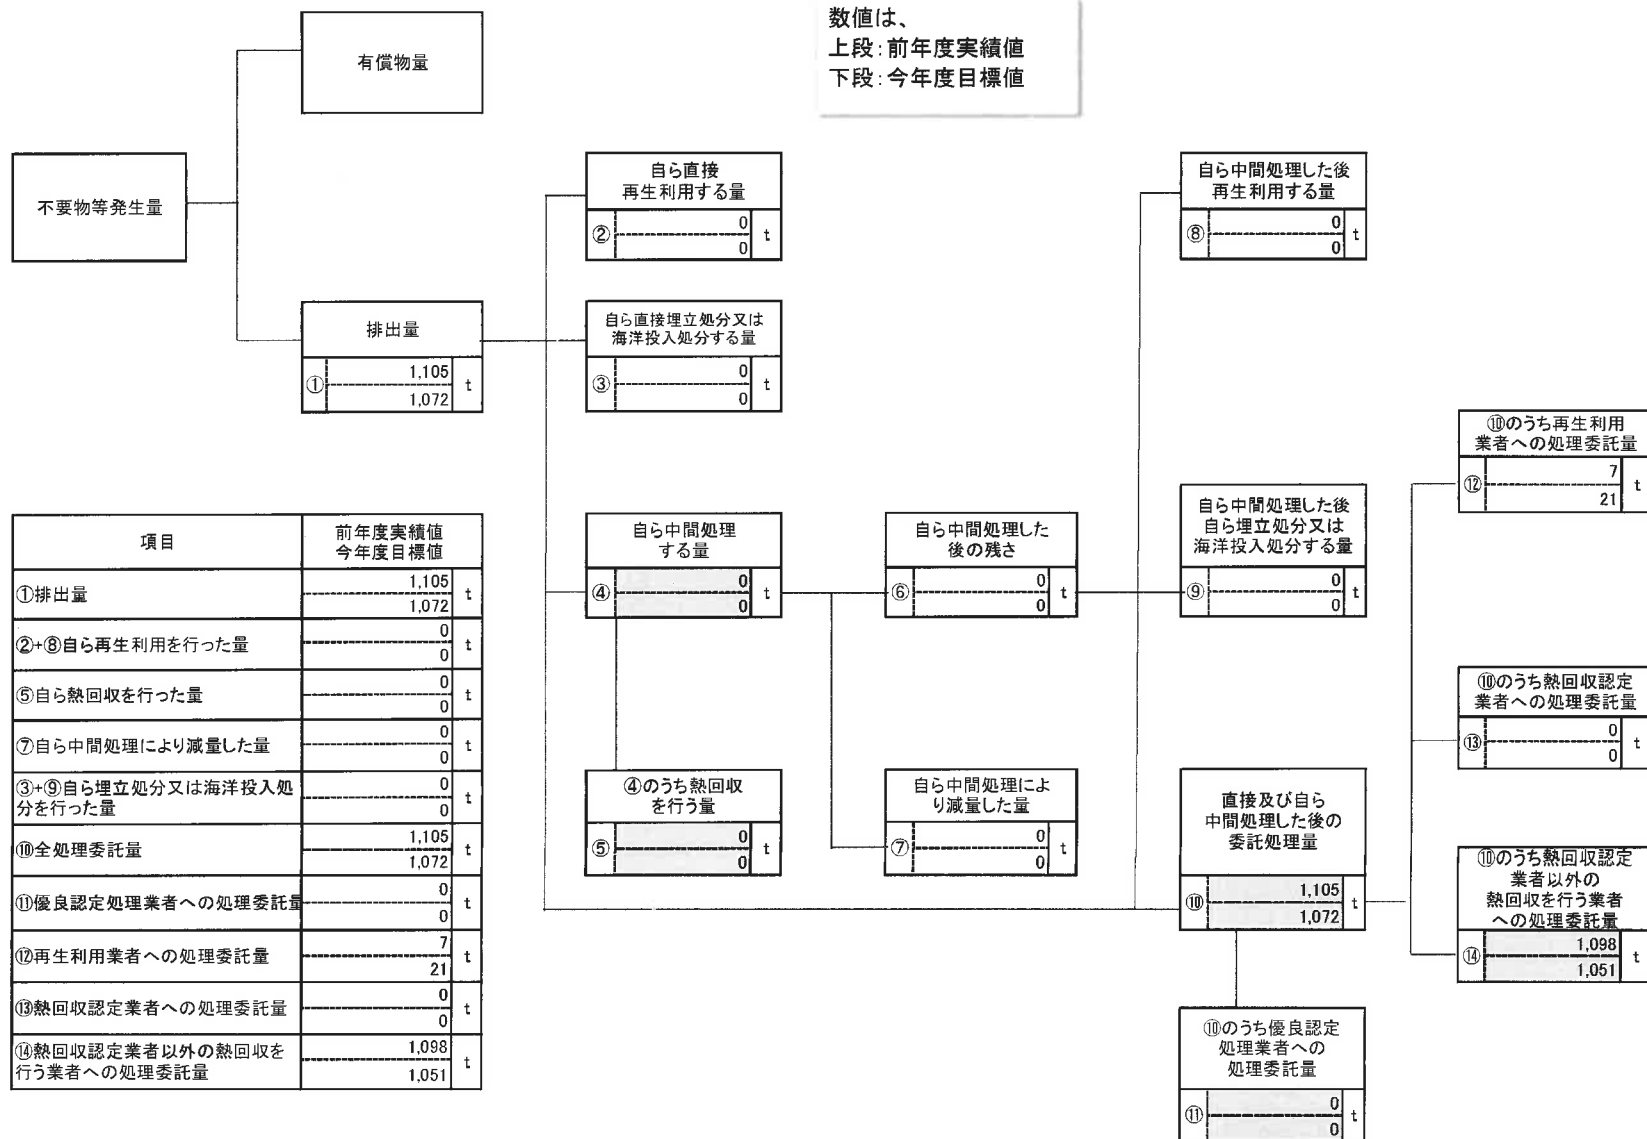 数値は、
上段：前年度実績値
下段：今年度目標値
有償物量
不要物等発生量
排出量
① 1,105 t
1,072
自ら直接
再生利用する量
② 0 t
0
自ら直接埋立処分又は
海洋投入処分する量
③ 0 t
0
自ら中間処理
する量
④ 0 t
0
④のうち熱回収
を行う量
⑤ 0 t
0
自ら中間処理した
後の残さ
⑥ 0 t
0
自ら中間処理によ
り減量した量
⑦ 0 t
0
自ら中間処理した後
再生利用する量
⑧ 0 t
0
自ら中間処理した後
自ら埋立処分又は
海洋投入処分する量
⑨ 0 t
0
直接及び自ら
中間処理した後の
委託処理量
⑩ 1,105 t
1,072
⑩のうち優良認定
処理業者への
処理委託量
⑪ 0 t
0
⑩のうち再生利用
業者への処理委託量
⑫ 7 t
21
⑩のうち熱回収認定
業者への処理委託量
⑬ 0 t
0
⑩のうち熱回収認定
業者以外の
熱回収を行う業者
への処理委託量
⑭ 1,098 t
1,051
項目 前年度実績値
今年度目標値
①排出量 1,105 t
1,072
②+⑧自ら再生利用を行った量 0 t
0
⑤自ら熱回収を行った量 0 t
0
⑦自ら中間処理により減量した量 0 t
0
③+⑨自ら埋立処分又は海洋投入処 0 t
分を行った量 0
⑩全処理委託量 1,105 t
1,072
⑪優良認定処理業者への処理委託量 0 t
0
⑫再生利用業者への処理委託量 7 t
21
⑬熱回収認定業者への処理委託量 0 t
0
⑭熱回収認定業者以外の熱回収を 1,098 t
行う業者への処理委託量 1,051